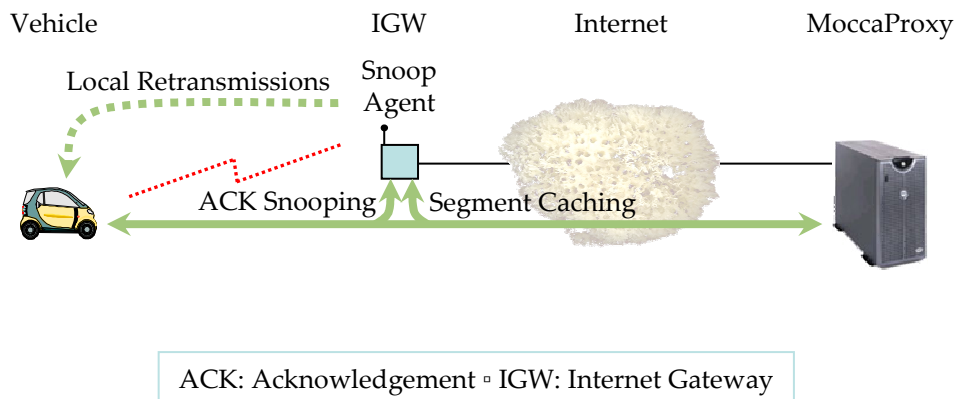 Vehicle
IGW
Internet
MoccaProxy
Snoop
Agent
Local Retransmissions
ACK Snooping
Segment Caching
ACK: Acknowledgement ▫ IGW: Internet Gateway